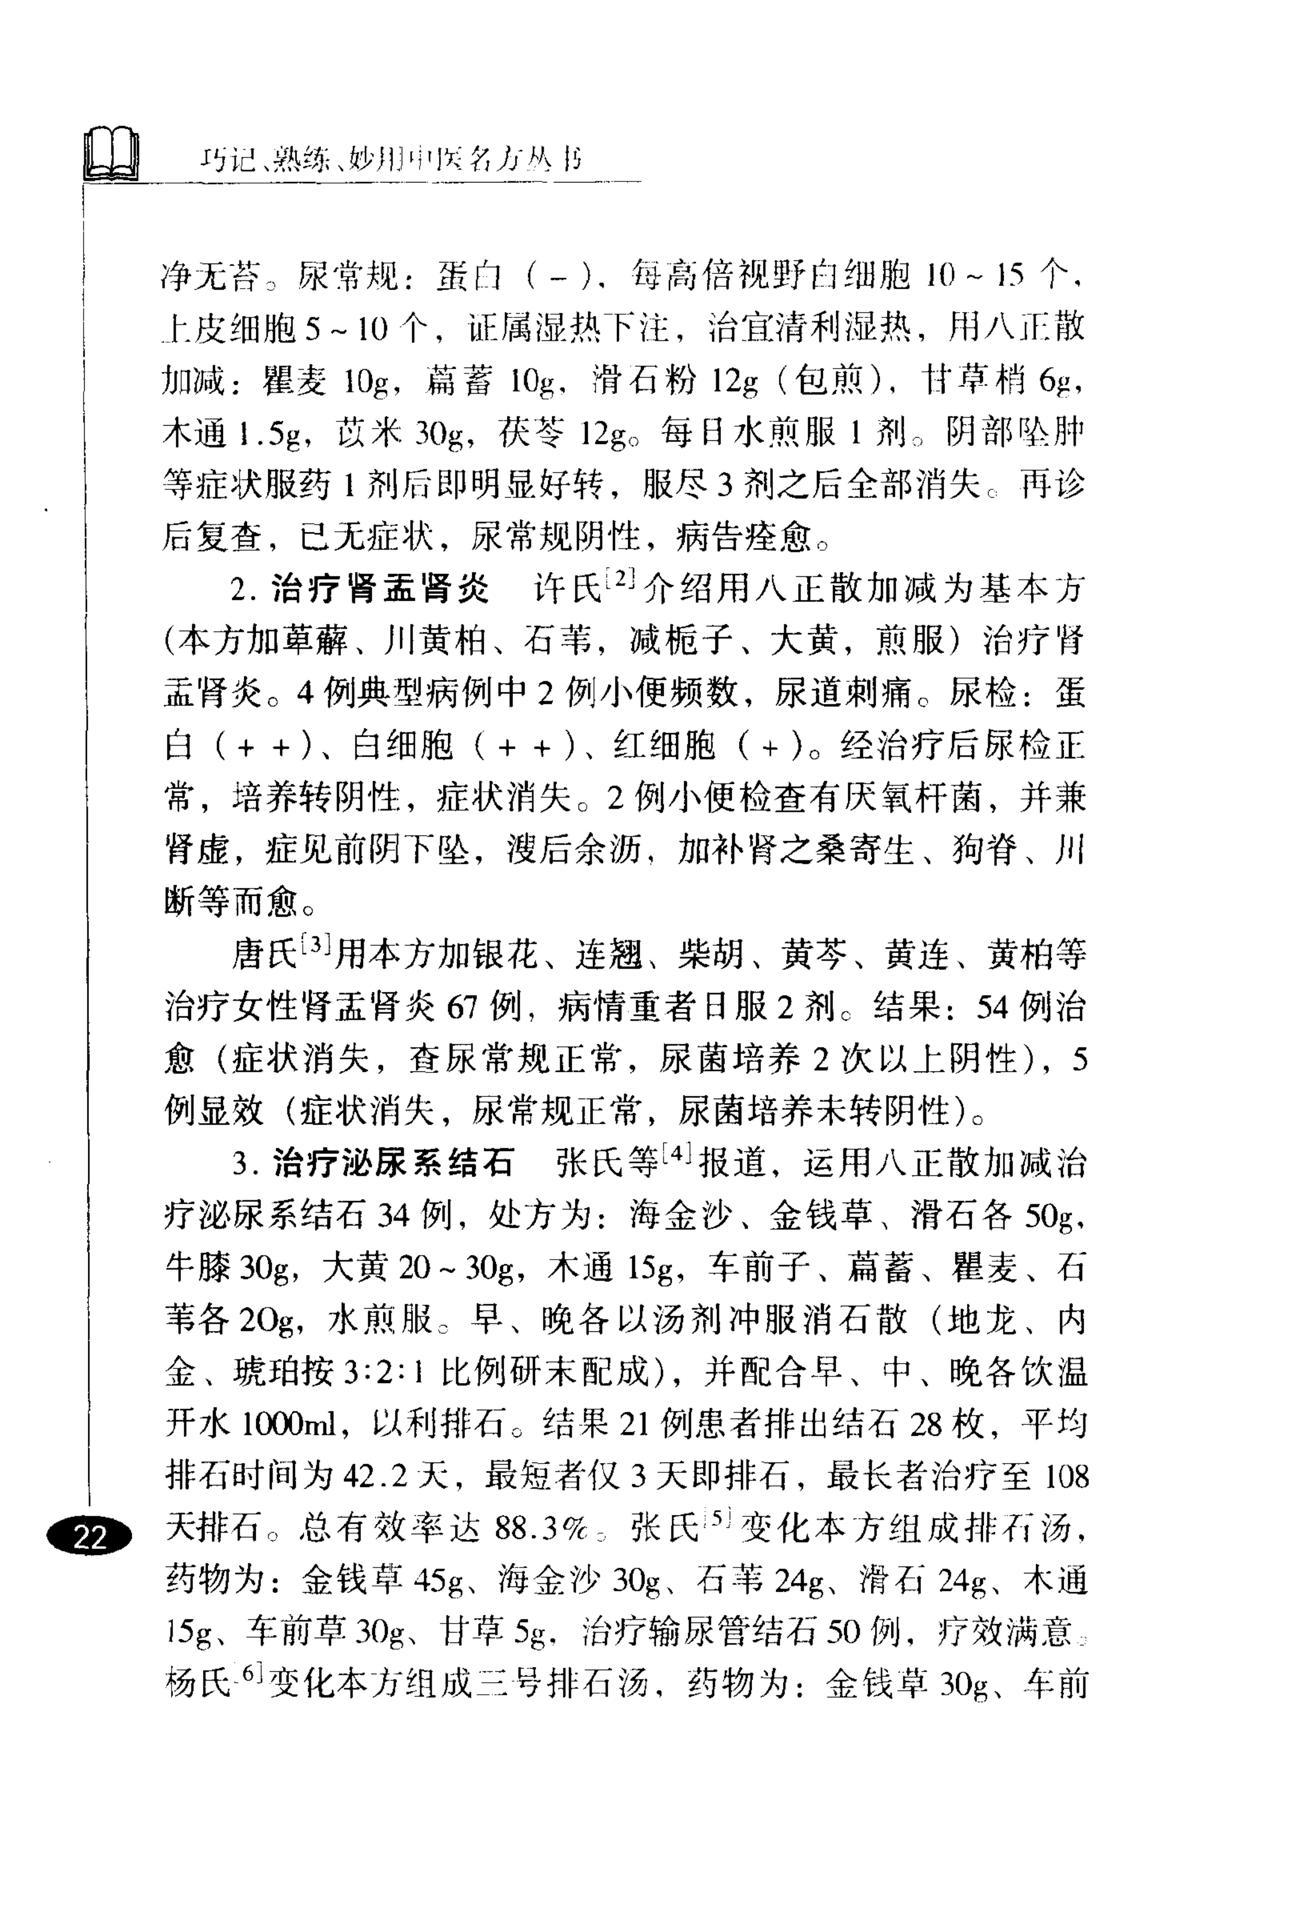 巧记、熟练、妙用中医名方丛书
净无苔。尿常规：蛋白（－），每高倍视野白细胞 10～15 个，
上皮细胞 5～10 个，证属湿热下注，治宜清利湿热，用八正散
加减：瞿麦 10g，萹蓄 10g，滑石粉 12g（包煎），甘草梢 6g，
木通 1.5g，苡米 30g，茯苓 12g。每日水煎服 1 剂。阴部坠肿
等症状服药 1 剂后即明显好转，服尽 3 剂之后全部消失。再诊
后复查，已无症状，尿常规阴性，病告痊愈。
2. 治疗肾盂肾炎　许氏[2]介绍用八正散加减为基本方
(本方加萆薢、川黄柏、石苇，减栀子、大黄，煎服）治疗肾
盂肾炎。4 例典型病例中 2 例小便频数，尿道刺痛。尿检：蛋
白（＋＋）、白细胞（＋＋）、红细胞（＋）。经治疗后尿检正
常，培养转阴性，症状消失。2 例小便检查有厌氧杆菌，并兼
肾虚，症见前阴下坠，溲后余沥，加补肾之桑寄生、狗脊、川
断等而愈。
唐氏[3]用本方加银花、连翘、柴胡、黄芩、黄连、黄柏等
治疗女性肾盂肾炎 67 例，病情重者日服 2 剂。结果：54 例治
愈（症状消失，查尿常规正常，尿菌培养 2 次以上阴性），5
例显效（症状消失，尿常规正常，尿菌培养未转阴性）。
3. 治疗泌尿系结石　张氏等[4]报道，运用八正散加减治
疗泌尿系结石 34 例，处方为：海金沙、金钱草、滑石各 50g，
牛膝 30g，大黄 20～30g，木通 15g，车前子、萹蓄、瞿麦、石
苇各 20g，水煎服。早、晚各以汤剂冲服消石散（地龙、内
金、琥珀按 3:2:1 比例研末配成），并配合早、中、晚各饮温
开水 1000ml，以利排石。结果 21 例患者排出结石 28 枚，平均
排石时间为 42.2 天，最短者仅 3 天即排石，最长者治疗至 108
天排石。总有效率达 88.3%。张氏[5]变化本方组成排石汤，
药物为：金钱草 45g、海金沙 30g、石苇 24g、滑石 24g、木通
15g、车前草 30g、甘草 5g，治疗输尿管结石 50 例，疗效满意。
杨氏[6]变化本方组成三号排石汤，药物为：金钱草 30g、车前
22